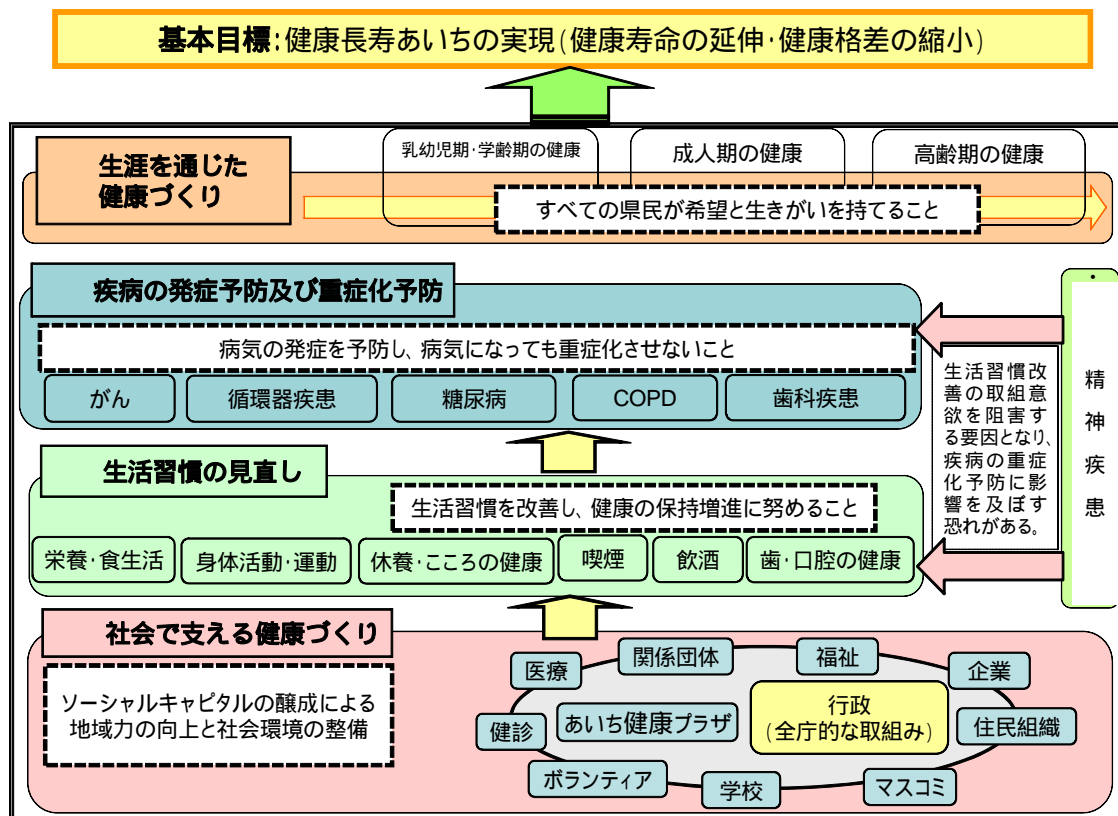 基本目標:健康長寿あいちの実現(健康寿命の延伸・健康格差の縮小)
生涯を通じた
健康づくり
乳幼児期・学齢期の健康
成人期の健康
高齢期の健康
すべての県民が希望と生きがいを持てること
疾病の発症予防及び重症化予防
病気の発症を予防し、病気になっても重症化させないこと
がん
循環器疾患
糖尿病
COPD
歯科疾患
生活習慣改
善の取組意
欲を阻害す
る要因となり、
疾病の重症
化予防に影
響を及ぼす
恐れがある。
精
神
疾
患
生活習慣の見直し
生活習慣を改善し、健康の保持増進に努めること
栄養・食生活
身体活動・運動
休養・こころの健康
喫煙
飲酒
歯・口腔の健康
社会で支える健康づくり
ソーシャルキャピタルの醸成による
地域力の向上と社会環境の整備
医療
関係団体
福祉
企業
健診
あいち健康プラザ
行政
(全庁的な取組み)
住民組織
ボランティア
学校
マスコミ